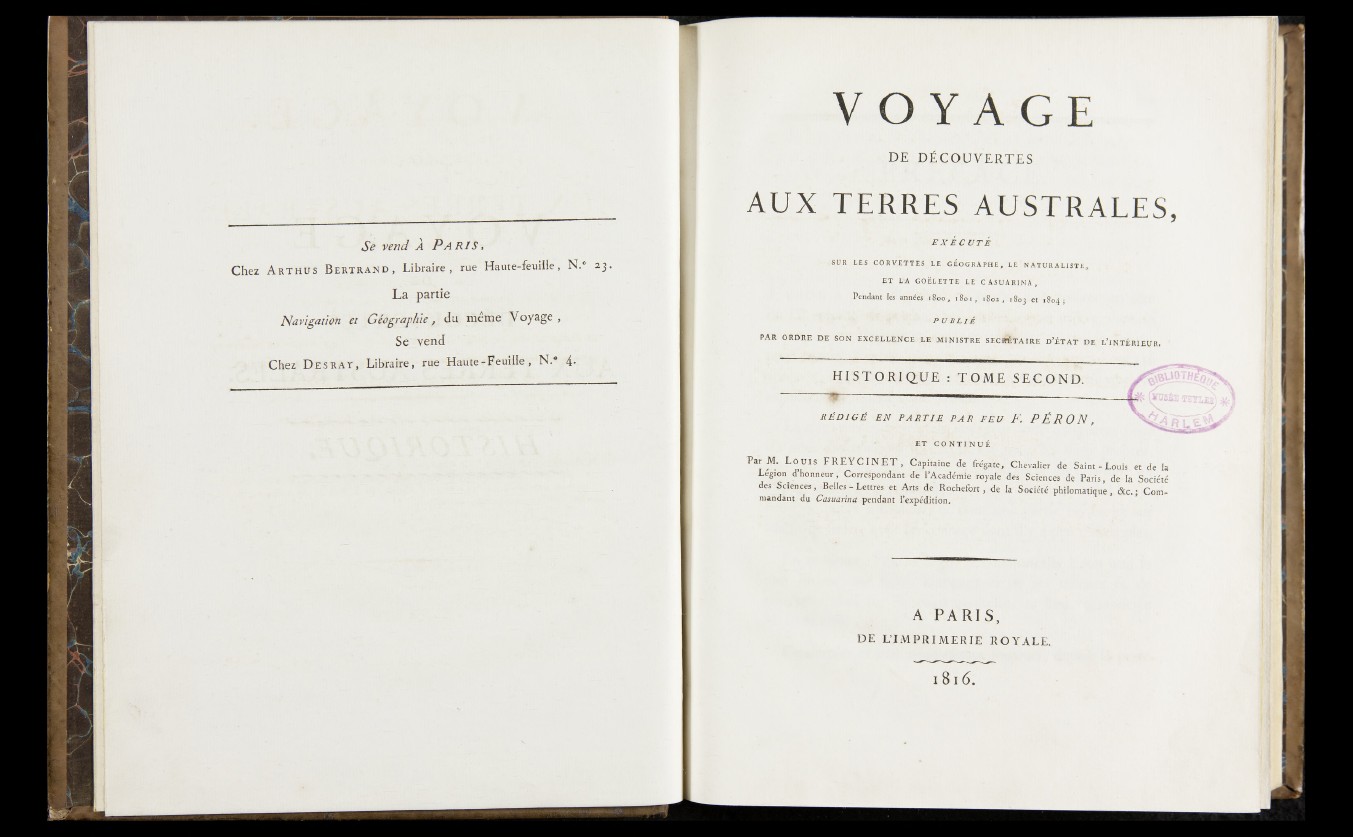 Se vend À PARIS,
Chez ARTHUS BERTRAND, Libraire, rue Haute-feuille, N.° 23.
La partie
Navigation et Géographie, du même Voyage,
Se vend
Chez DESRAY, Libraire, rue Haute-Feuille, N.° 4.
VOYAGE
DE DÉCOUVERTES
AUX TERRES AUSTRALES,
EXÉCUTÉ
SUR LES CORVETTES LE GÉOGRAPHE, LE NATURALISTE,
ET LA GOËLETTE LE CASUARINA,
Pendant les années 1800, 1801, 1802, 1803 et 1804;
PUBLIÉ
PAR ORDRE DE SON EXCELLENCE LE MINISTRE SECRÉTAIRE D'ÉTAT DE L'INTÉRIEUR.
HISTORIQUE : TOME SECOND.
BIBLIOTHÈQUE
MUSÉE TEYLER
HARLEM
RÉDIGÉ EN PARTIE PAR FEU F. PÉRON,
ET CONTINUÉ
Par M. LOUIS FREYCINET, Capitaine de frégate, Chevalier de Saint-Louis et de la
Légion d'honneur, Correspondant de l'Académie royale des Sciences de Paris, de la Société
des Sciences, Belles-Lettres et Arts de Rochefort, de la Société philomatique, &c.; Com-
mandant du Casuarina pendant l'expédition.
A PARIS,
DE L'IMPRIMERIE ROYALE.
1816.